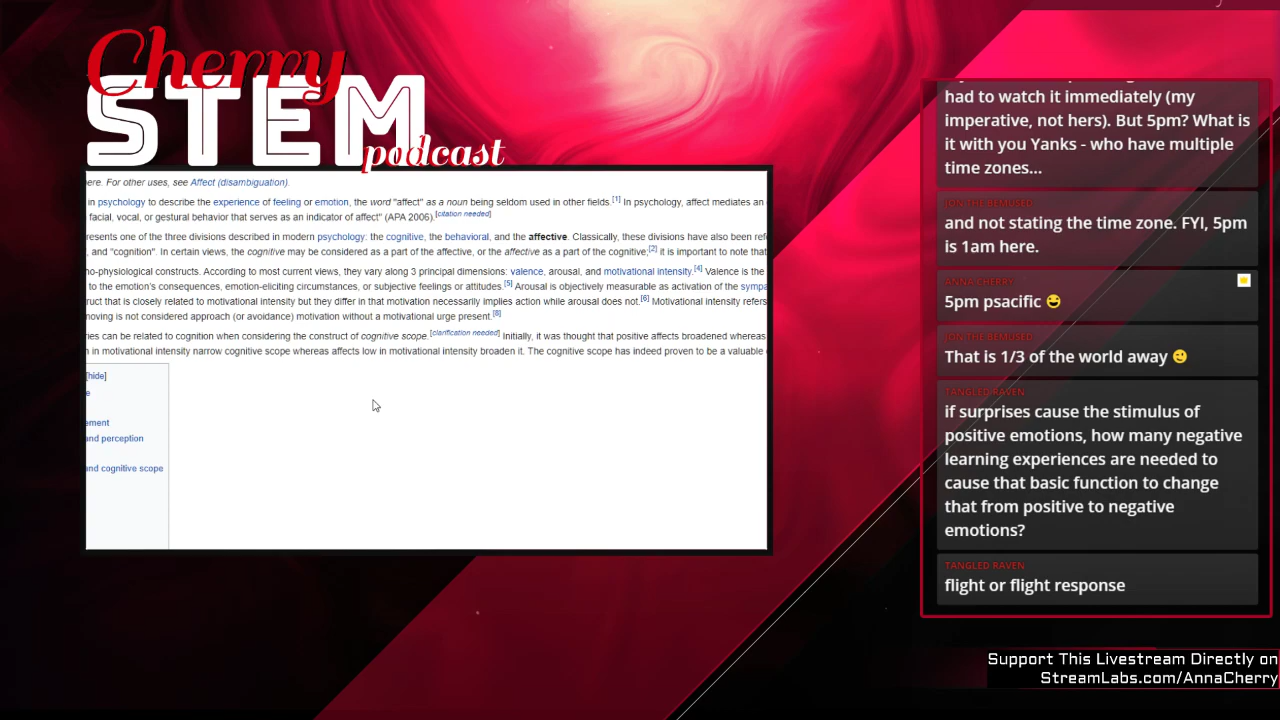 Cherry
STEM
podcast
ere. For other uses, see Affect (disambiguation).
in psychology to describe the experience of feeling or emotion, the word "affect" as a noun being seldom used in other fields.[1] In psychology, affect mediates an
facial, vocal, or gestural behavior that serves as an indicator of affect" (APA 2006).[citation needed]
resents one of the three divisions described in modern psychology: the cognitive, the behavioral, and the affective. Classically, these divisions have also been ref
, and "cognition". In certain views, the cognitive may be considered as a part of the affective, or the affective as a part of the cognitive;[2] it is important to note that
ho-physiological constructs. According to most current views, they vary along 3 principal dimensions: valence, arousal, and motivational intensity.[4] Valence is the
to the emotion's consequences, emotion-eliciting circumstances, or subjective feelings or attitudes.[5] Arousal is objectively measurable as activation of the sympa
ruct that is closely related to motivational intensity but they differ in that motivation necessarily implies action while arousal does not.[6] Motivational intensity refers
moving is not considered approach (or avoidance) motivation without a motivational urge present.[8]
ries can be related to cognition when considering the construct of cognitive scope.[clarification needed] Initially, it was thought that positive affects broadened whereas
h in motivational intensity narrow cognitive scope whereas affects low in motivational intensity broaden it. The cognitive scope has indeed proven to be a valuable
[hide]
e
ement
and perception
and cognitive scope
had to watch it immediately (my
imperative, not hers). But 5pm? What is
it with you Yanks - who have multiple
time zones...
JON THE BEMUSED
and not stating the time zone. FYI, 5pm
is 1am here.
ANNA CHERRY
5pm psacific 😄
JON THE BEMUSED
That is 1/3 of the world away 🙂
TANGLED RAVEN
if surprises cause the stimulus of
positive emotions, how many negative
learning experiences are needed to
cause that basic function to change
that from positive to negative
emotions?
TANGLED RAVEN
flight or flight response
Support This Livestream Directly on
StreamLabs.com/AnnaCherry